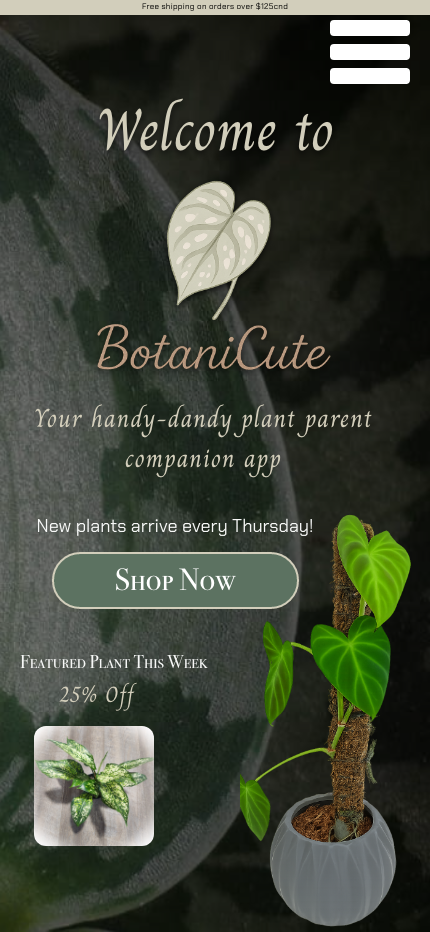 Free shipping on orders over $125cnd
Welcome to
BotaniCute
Your handy-dandy plant parent
companion app
New plants arrive every Thursday!
Shop Now
Featured Plant This Week
25% Off